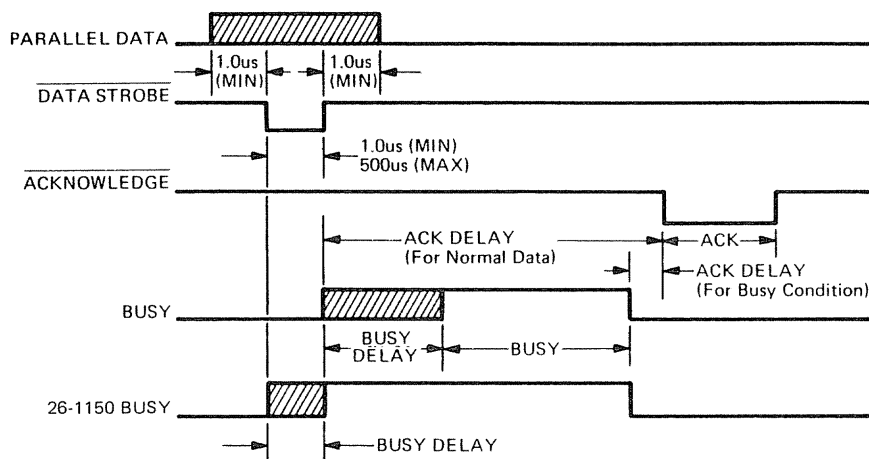 PARALLEL DATA
1.0us
(MIN)
1.0us
(MIN)
DATA STROBE
1.0us (MIN)
500us (MAX)
ACKNOWLEDGE
ACK DELAY
(For Normal Data)
ACK
ACK DELAY
(For Busy Condition)
BUSY
BUSY
DELAY
BUSY
26-1150 BUSY
BUSY DELAY